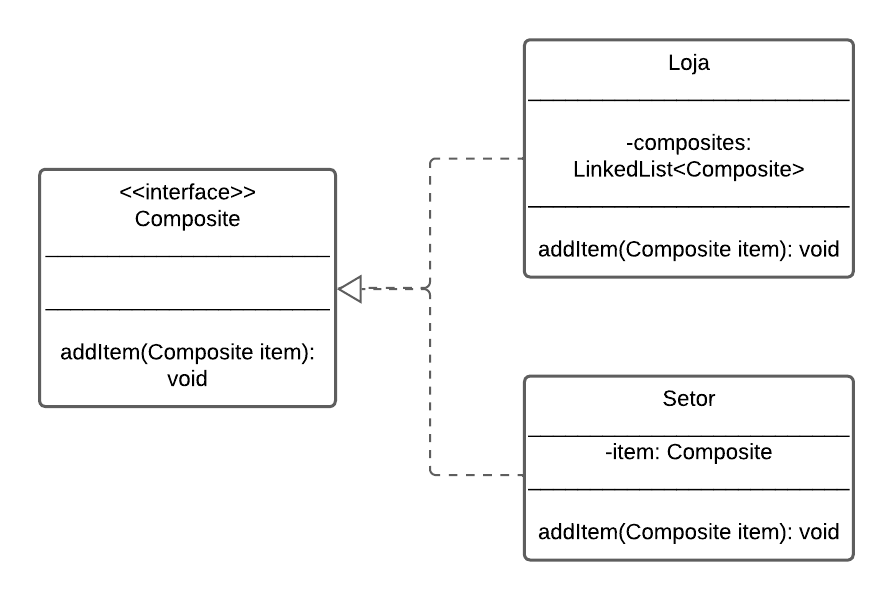 <<interface>>
Composite
addItem(Composite item):
void
Loja
-composites:
LinkedList<Composite>
addItem(Composite item): void
Setor
-item: Composite
addItem(Composite item): void